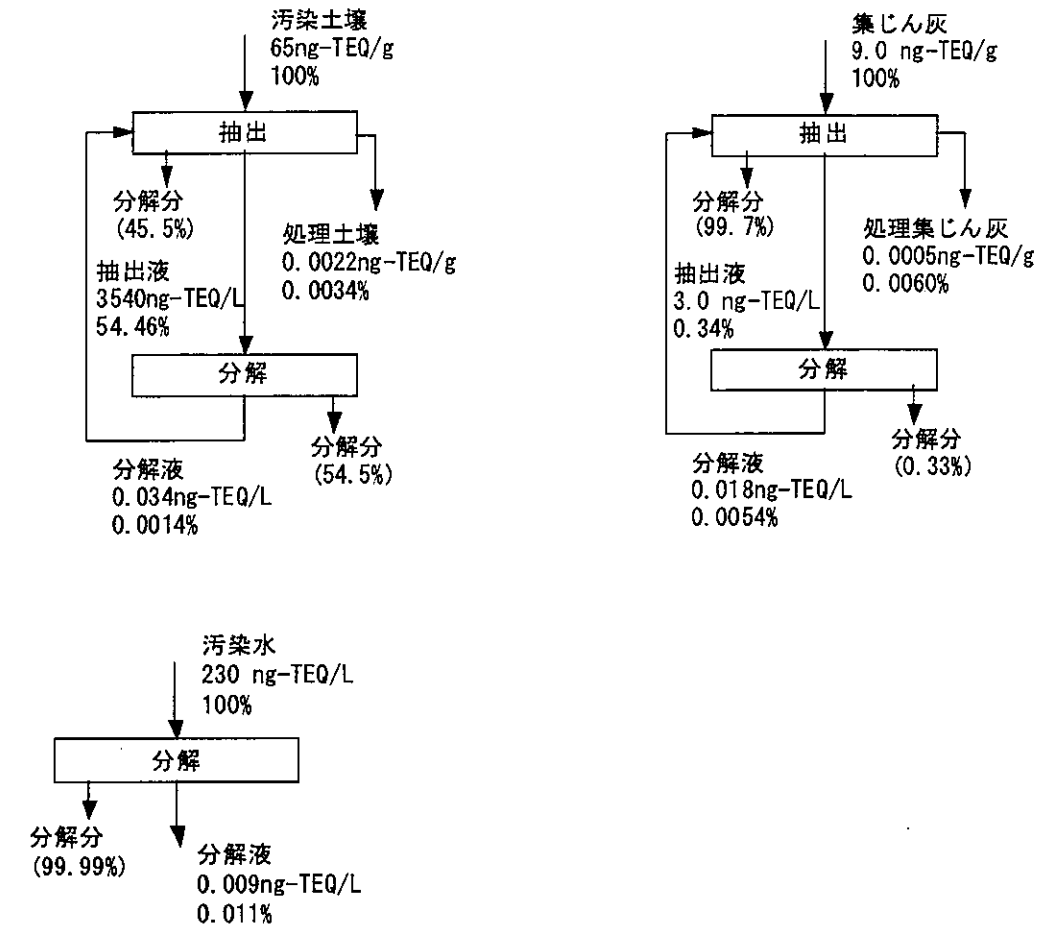 汚染土壌
65ng-TEQ/g
100%
抽出
分解分
(45.5%)
処理土壌
0.0022ng-TEQ/g
0.0034%
抽出液
3540ng-TEQ/L
54.46%
分解
分解分
(54.5%)
分解液
0.034ng-TEQ/L
0.0014%
集じん灰
9.0 ng-TEQ/g
100%
抽出
分解分
(99.7%)
処理集じん灰
0.0005ng-TEQ/g
0.0060%
抽出液
3.0 ng-TEQ/L
0.34%
分解
分解分
(0.33%)
分解液
0.018ng-TEQ/L
0.0054%
汚染水
230 ng-TEQ/L
100%
分解
分解分
(99.99%)
分解液
0.009ng-TEQ/L
0.011%